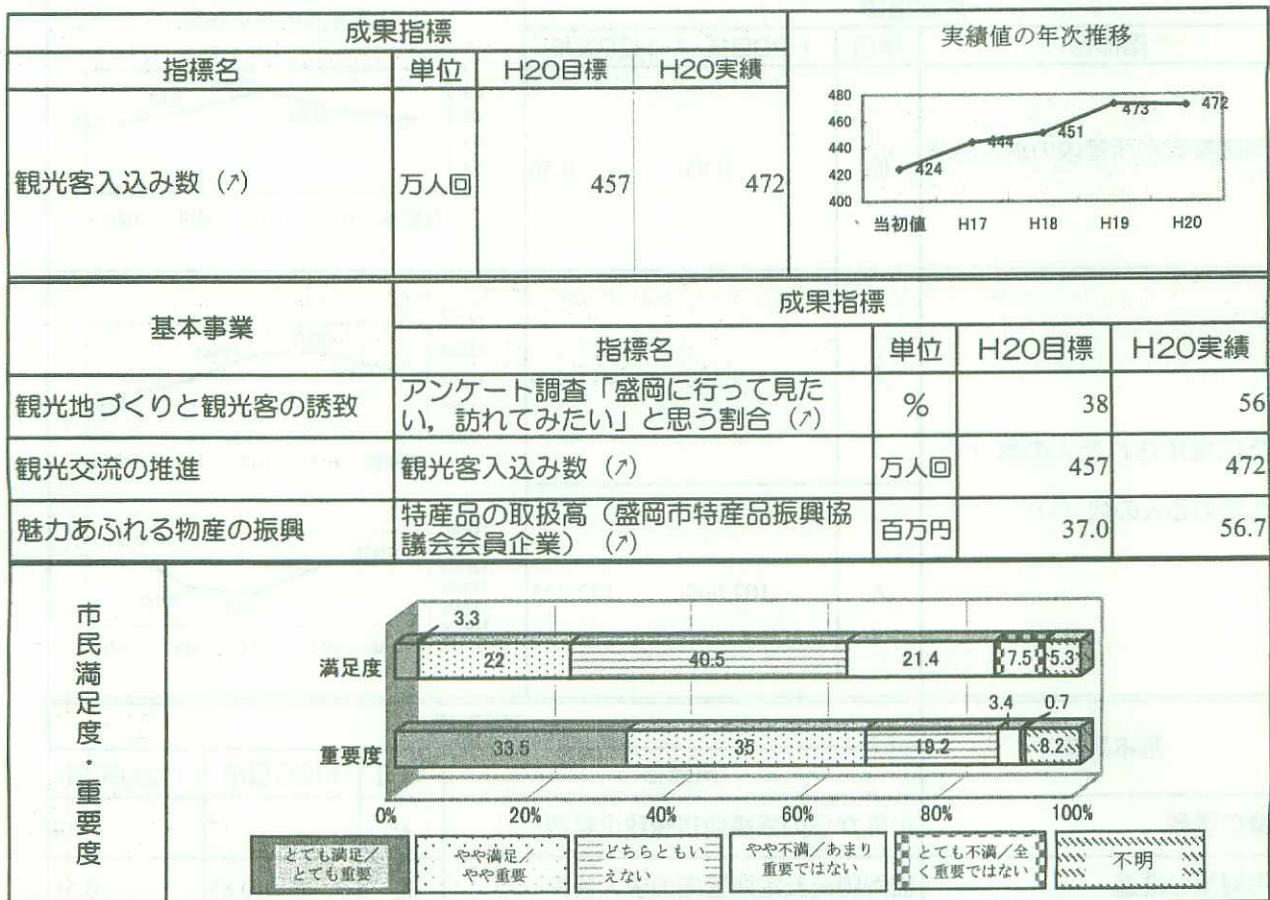 成果指標
実績値の年次推移
指標名 単位 H20目標 H20実績
観光客入込み数（↗） 万人回 457 472
480
460
440
420
400
424 444 451 473 472
当初値 H17 H18 H19 H20
基本事業 成果指標
指標名 単位 H20目標 H20実績
観光地づくりと観光客の誘致 アンケート調査「盛岡に行って見た
い，訪れてみたい」と思う割合（↗） % 38 56
観光交流の推進 観光客入込み数（↗） 万人回 457 472
魅力あふれる物産の振興 特産品の取扱高（盛岡市特産品振興協
議会会員企業）（↗） 百万円 37.0 56.7
市民満足度・重要度
3.3
満足度 22 40.5 21.4 7.5 5.3
3.4 0.7
重要度 33.5 35 19.2 8.2
0% 20% 40% 60% 80% 100%
とても満足／
とても重要
やや満足／
やや重要
どちらともい
えない
やや不満／あまり
重要ではない
とても不満／全
く重要ではない
不明